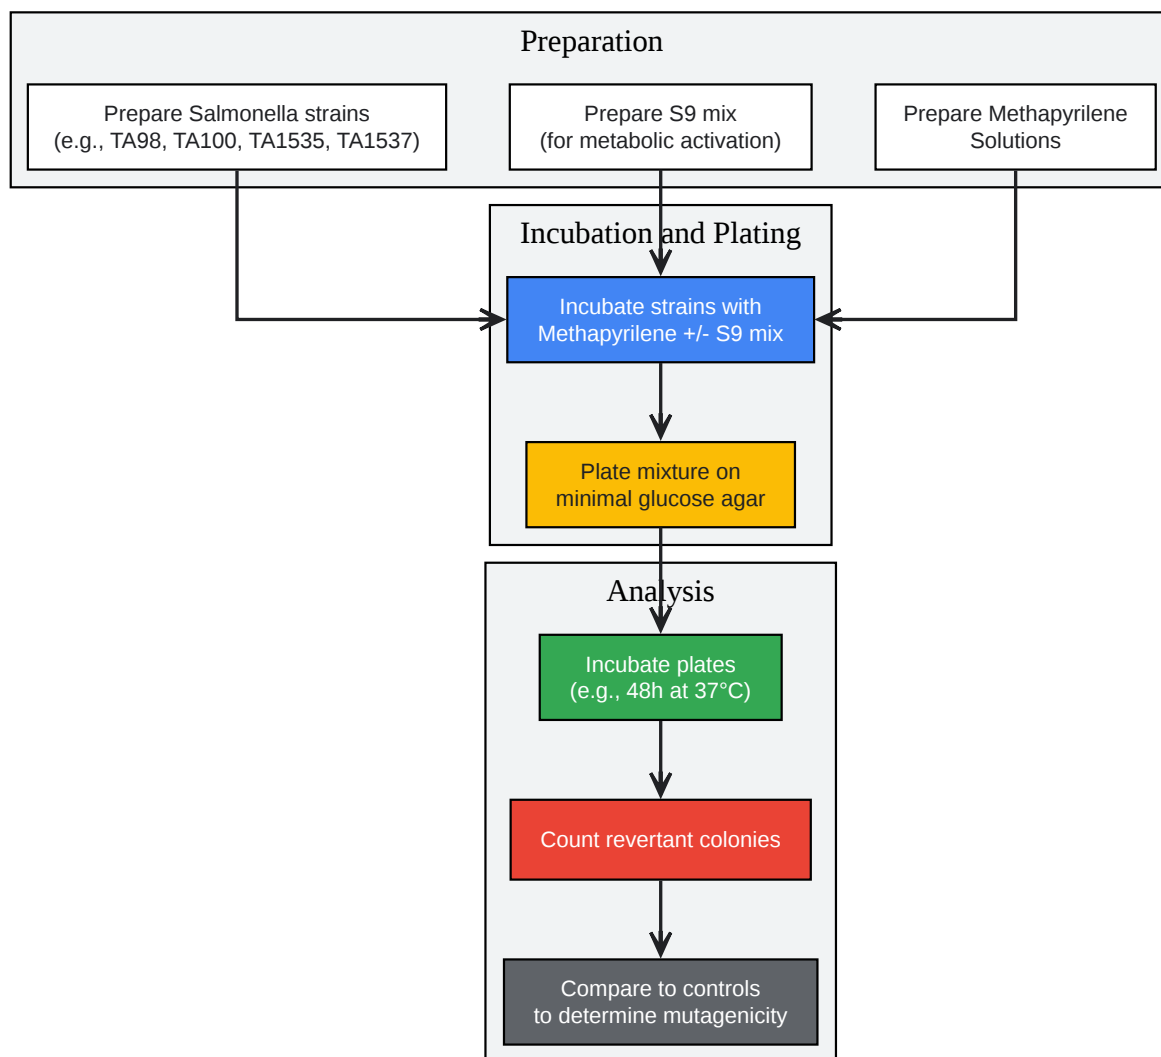 Preparation
Prepare Salmonella strains
(e.g., TA98, TA100, TA1535, TA1537)
Prepare S9 mix
(for metabolic activation)
Prepare Methapyrilene
Solutions
Incubation and Plating
Incubate strains with
Methapyrilene +/- S9 mix
Plate mixture on
minimal glucose agar
Analysis
Incubate plates
(e.g., 48h at 37°C)
Count revertant colonies
Compare to controls
to determine mutagenicity